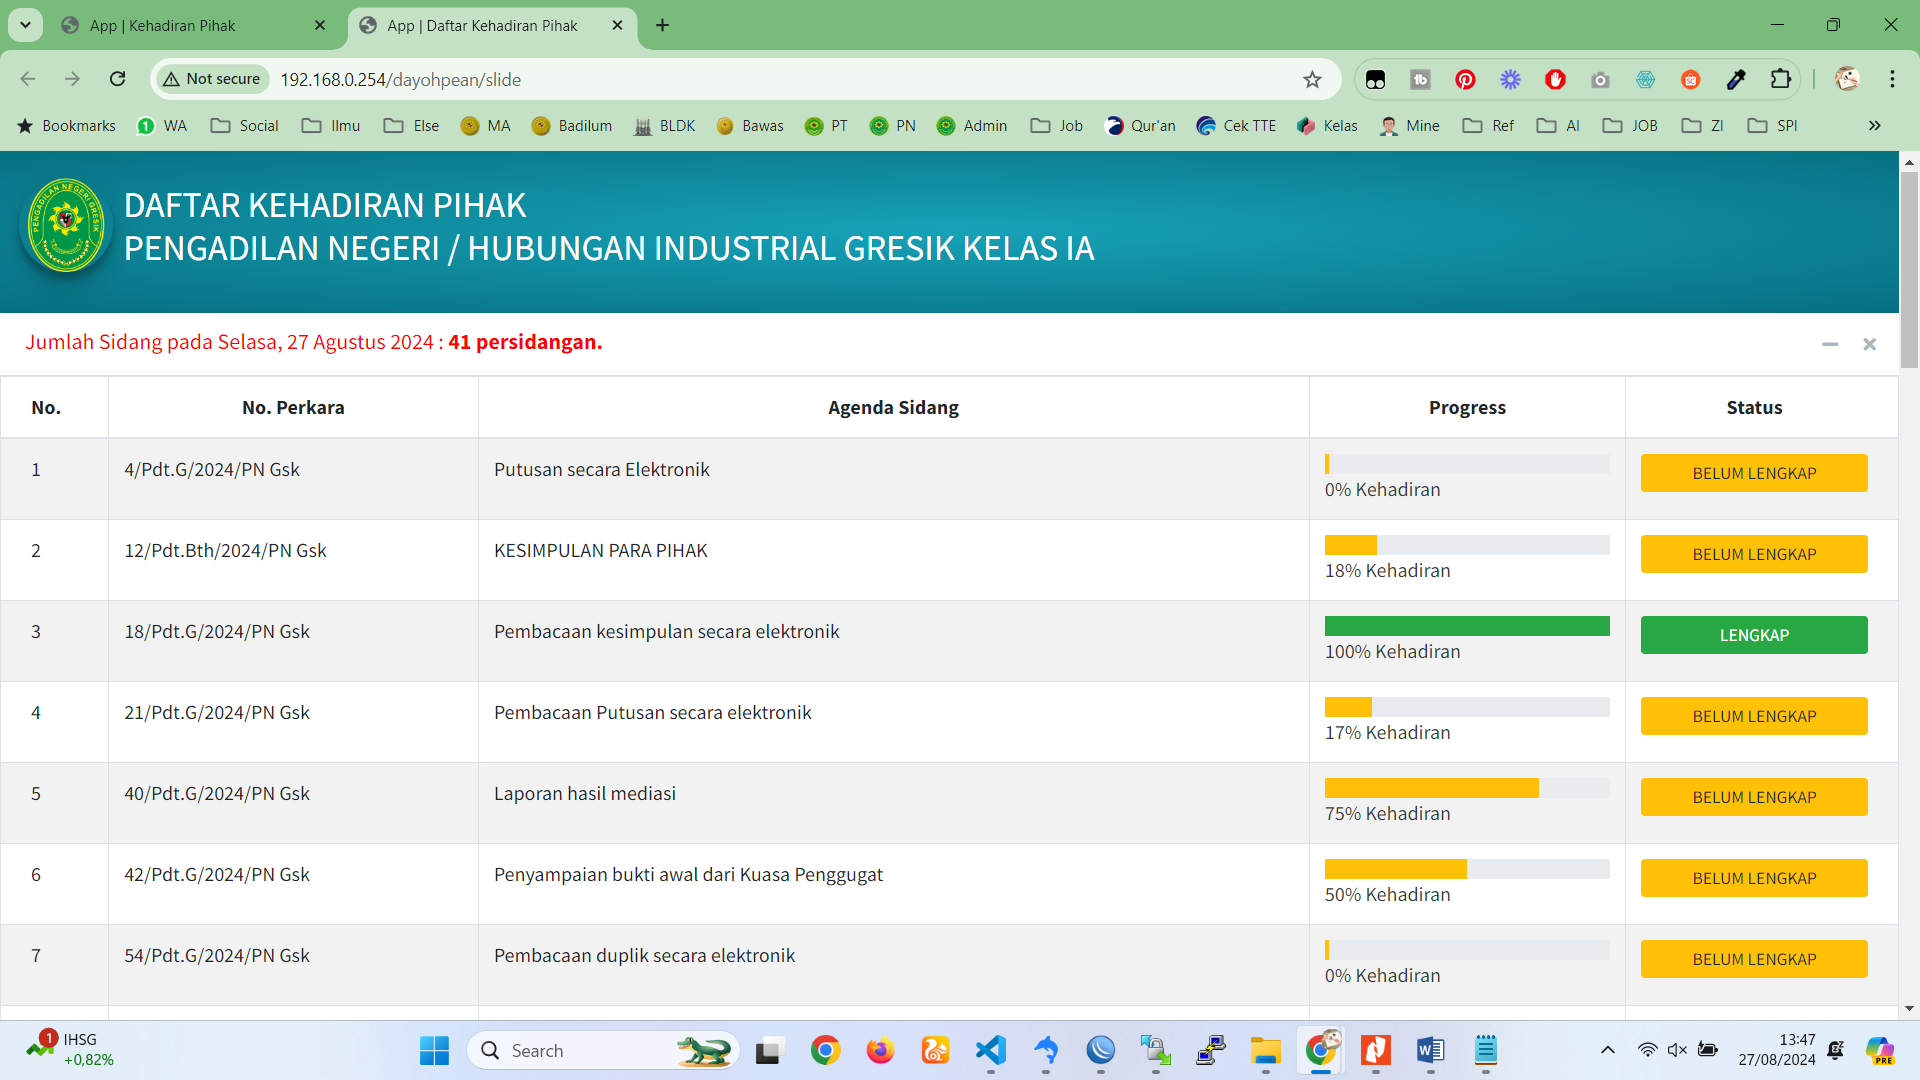 App | Kehadiran Pihak
App | Daftar Kehadiran Pihak
Not secure
192.168.0.254/dayohpean/slide
Bookmarks
WA
Social
Ilmu
Else
MA
Badilum
BLDK
Bawas
PT
PN
Admin
Job
Qur'an
Cek TTE
Kelas
Mine
Ref
AI
JOB
ZI
SPI
PENGADILAN NEGERI GRESIK
DAFTAR KEHADIRAN PIHAK
PENGADILAN NEGERI / HUBUNGAN INDUSTRIAL GRESIK KELAS IA
Jumlah Sidang pada Selasa, 27 Agustus 2024 : 41 persidangan.
No. No. Perkara Agenda Sidang Progress Status
1 4/Pdt.G/2024/PN Gsk Putusan secara Elektronik 0% Kehadiran BELUM LENGKAP
2 12/Pdt.Bth/2024/PN Gsk KESIMPULAN PARA PIHAK 18% Kehadiran BELUM LENGKAP
3 18/Pdt.G/2024/PN Gsk Pembacaan kesimpulan secara elektronik 100% Kehadiran LENGKAP
4 21/Pdt.G/2024/PN Gsk Pembacaan Putusan secara elektronik 17% Kehadiran BELUM LENGKAP
5 40/Pdt.G/2024/PN Gsk Laporan hasil mediasi 75% Kehadiran BELUM LENGKAP
6 42/Pdt.G/2024/PN Gsk Penyampaian bukti awal dari Kuasa Penggugat 50% Kehadiran BELUM LENGKAP
7 54/Pdt.G/2024/PN Gsk Pembacaan duplik secara elektronik 0% Kehadiran BELUM LENGKAP
1
IHSG
+0,82%
Search
13:47
27/08/2024
PRE